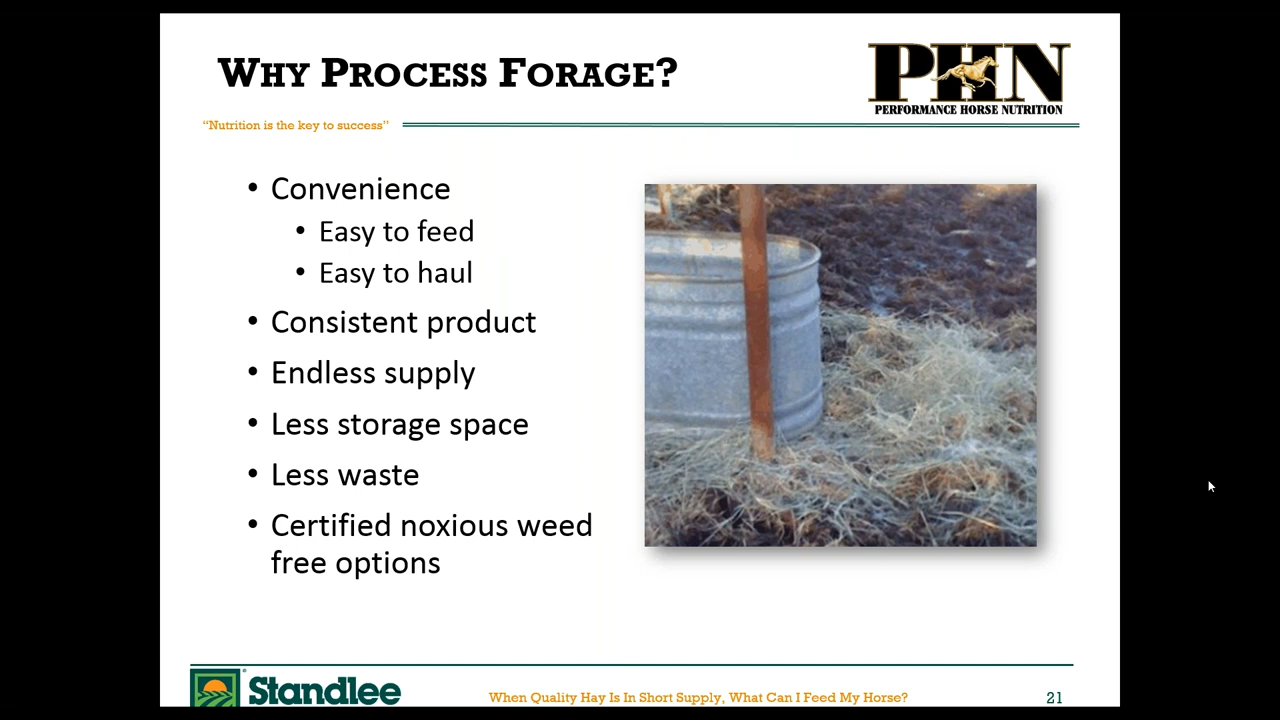 WHY PROCESS FORAGE?
PHN
PERFORMANCE HORSE NUTRITION
“Nutrition is the key to success”
• Convenience
• Easy to feed
• Easy to haul
• Consistent product
• Endless supply
• Less storage space
• Less waste
• Certified noxious weed
free options
Standlee
When Quality Hay Is In Short Supply, What Can I Feed My Horse?
21